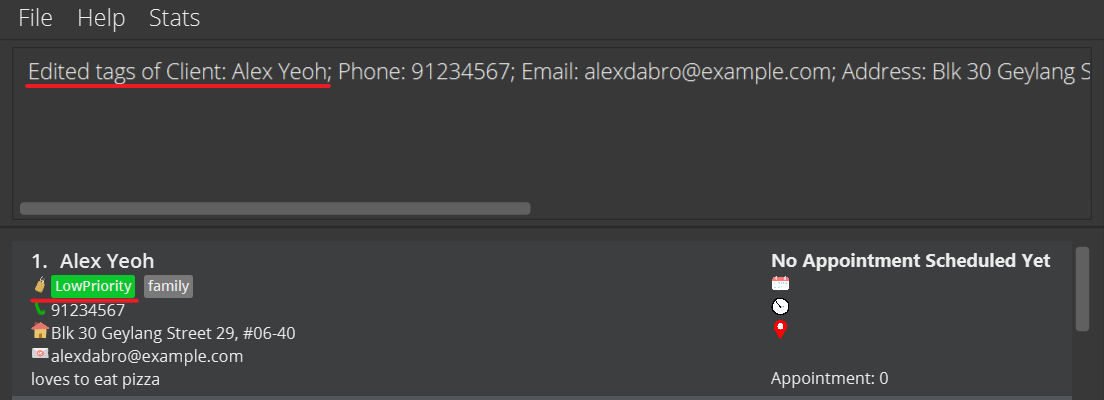 File Help Stats
Edited tags of Client: Alex Yeoh; Phone: 91234567; Email: alexdabro@example.com; Address: Blk 30 Geylang S
1. Alex Yeoh
No Appointment Scheduled Yet
LowPriority family
91234567
Blk 30 Geylang Street 29, #06-40
alexdabro@example.com
loves to eat pizza
Appointment: 0